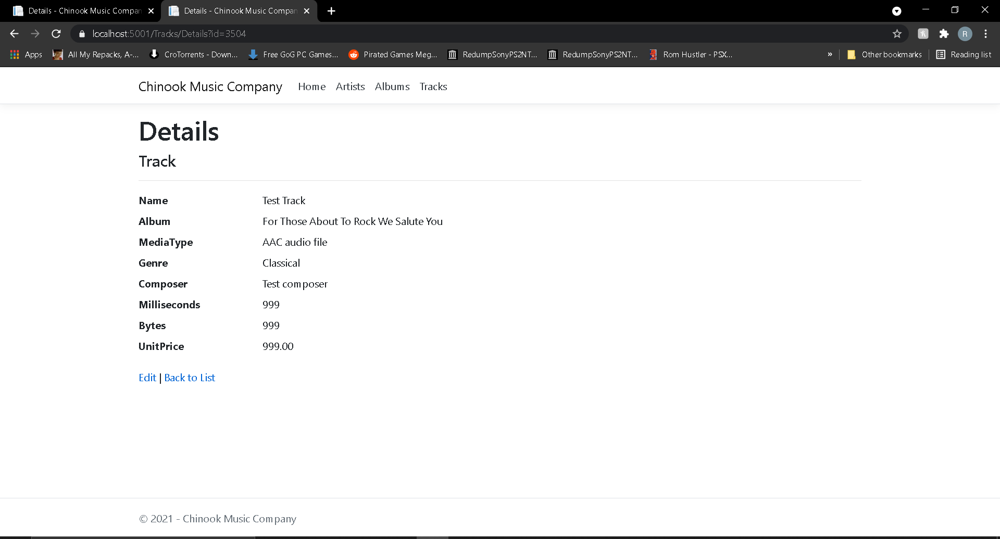 Details - Chinook Music Compan
Details - Chinook Music Compan
localhost:5001/Tracks/Details?id=3504
R
Apps
All My Repacks, A-...
CroTorrents - Down...
Free GoG PC Games...
Pirated Games Meg...
RedumpSonyPS2NT...
RedumpSonyPS2NT...
Rom Hustler - PSX...
»
Other bookmarks
Reading list
Chinook Music Company Home Artists Albums Tracks
Details
Track
Name Test Track
Album For Those About To Rock We Salute You
MediaType AAC audio file
Genre Classical
Composer Test composer
Milliseconds 999
Bytes 999
UnitPrice 999.00
Edit | Back to List
© 2021 - Chinook Music Company